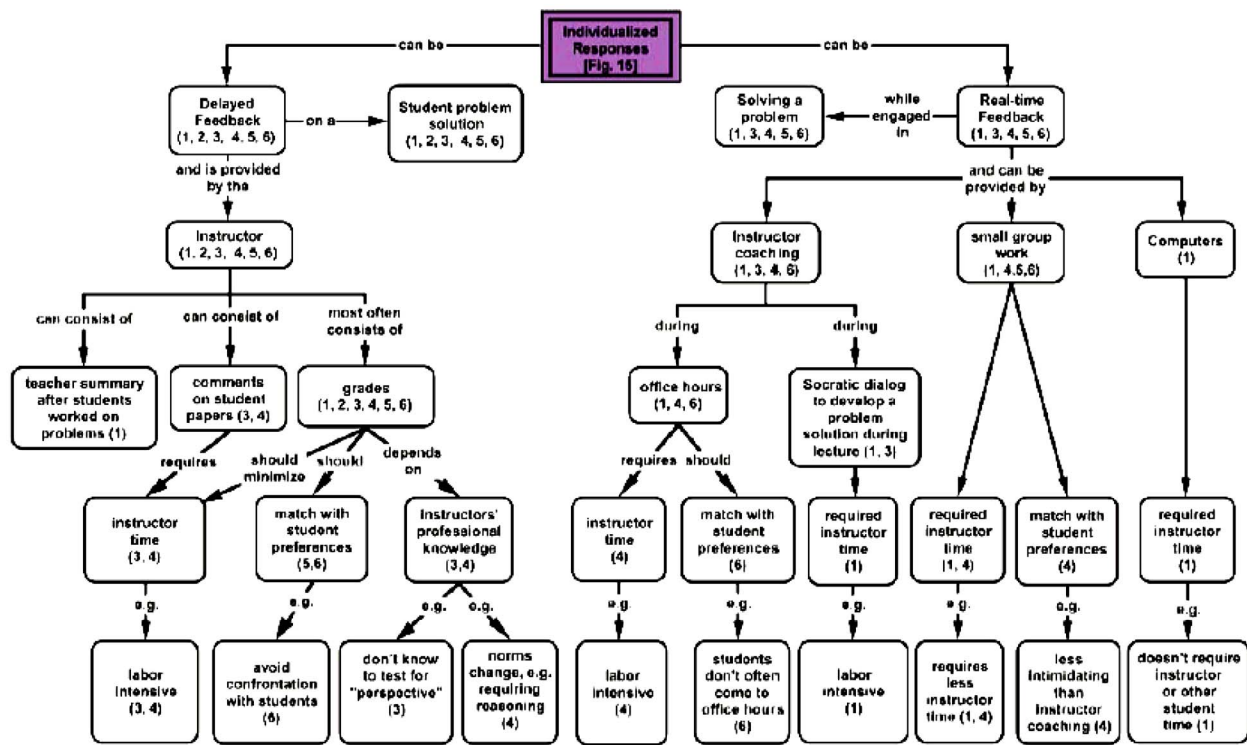 Individualized
Responses
[Fig. 15]
can be
can be
Delayed
Feedback
(1, 2, 3, 4, 5, 6)
on a
Student problem
solution
(1, 2, 3, 4, 5, 6)
Solving a
problem
(1, 3, 4, 5, 6)
while
engaged
in
Real-time
Feedback
(1, 3, 4, 5, 6)
and is provided
by the
and can be
provided by
Instructor
(1, 2, 3, 4, 5, 6)
Instructor
coaching
(1, 3, 4, 6)
small group
work
(1, 4,5,6)
Computers
(1)
can consist of
can consist of
most often
consists of
during
during
teacher summary
after students
worked on
problems (1)
comments
on student
papers (3, 4)
grades
(1, 2, 3, 4, 5, 6)
office hours
(1, 4, 6)
Socratic dialog
to develop a
problem
solution during
lecture (1, 3)
requires
should
minimize
should
depends
on
requires
should
instructor
time
(3, 4)
match with
student
preferences
(5,6)
Instructors'
professional
knowledge
(3,4)
instructor
time
(4)
match with
student
preferences
(6)
required
instructor
time
(1)
required
instructor
time
(1, 4)
match with
student
preferences
(4)
required
instructor
time
(1)
e.g.
e.g.
e.g.
e.g.
e.g.
e.g.
e.g.
e.g.
e.g.
e.g.
labor
intensive
(3, 4)
avoid
confrontation
with students
(6)
don't know
to test for
"perspective"
(3)
norms
change, e.g.
requiring
reasoning
(4)
labor
intensive
(4)
students
don't often
come to
office hours
(6)
labor
intensive
(1)
requires
less
instructor
time (1, 4)
less
Intimidating
than
Instructor
coaching (4)
doesn't require
instructor
or other
student
time (1)